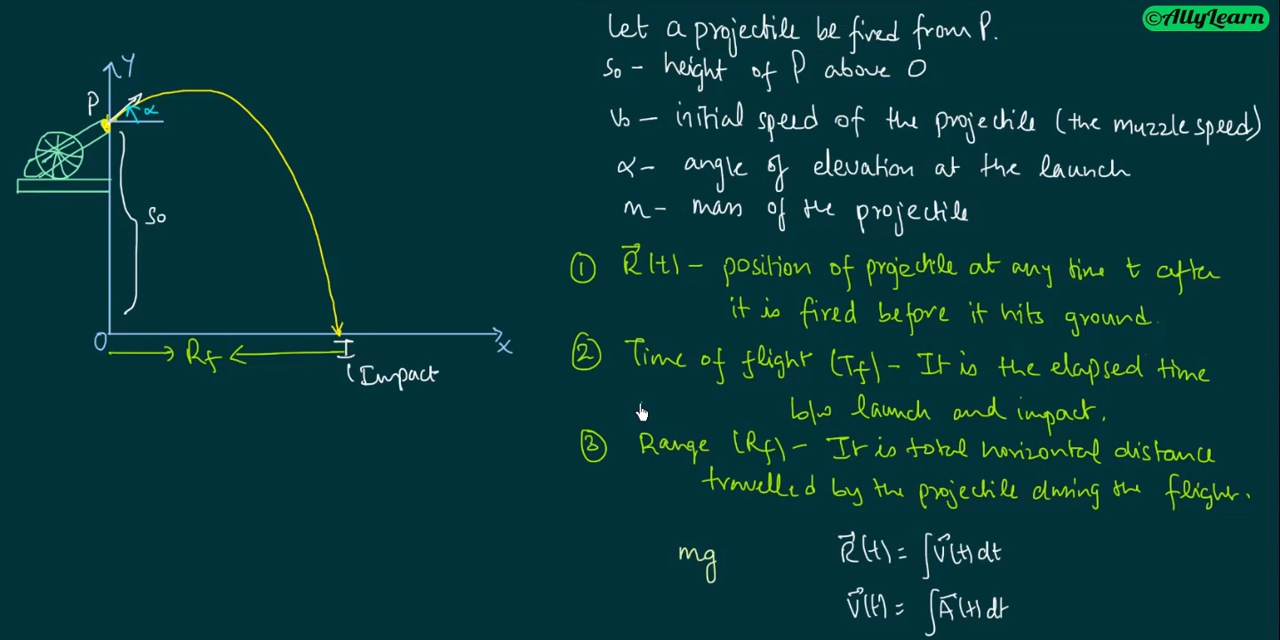 ©AllyLearn
Let a projectile be fired from P.
s₀ - height of P above O
v₀ - initial speed of the projectile (the muzzle speed)
α - angle of elevation at the launch
m - mass of the projectile
① R⃗(t) - position of projectile at any time t after
it is fired before it hits ground.
② Time of flight (Tf) - It is the elapsed time
b/w launch and impact.
③ Range (Rf) - It is total horizontal distance
travelled by the projectile during the flight.
mg
R⃗(t) = ∫V⃗(t)dt
V⃗(t) = ∫A⃗(t)dt
Y
P
α
s₀
O
Rf
I
Impact
x